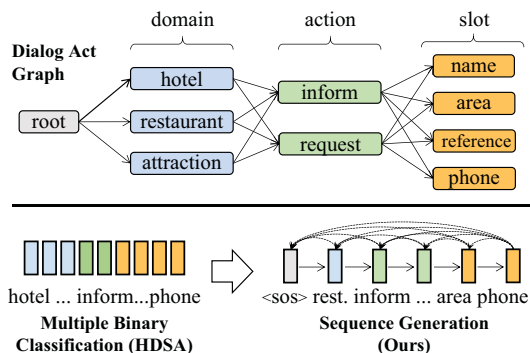 domain action slot
Dialog Act
Graph
root
hotel
restaurant
attraction
inform
request
name
area
reference
phone
hotel ... inform...phone
Multiple Binary
Classification (HDSA)
<sos> rest. inform ... area phone
Sequence Generation
(Ours)